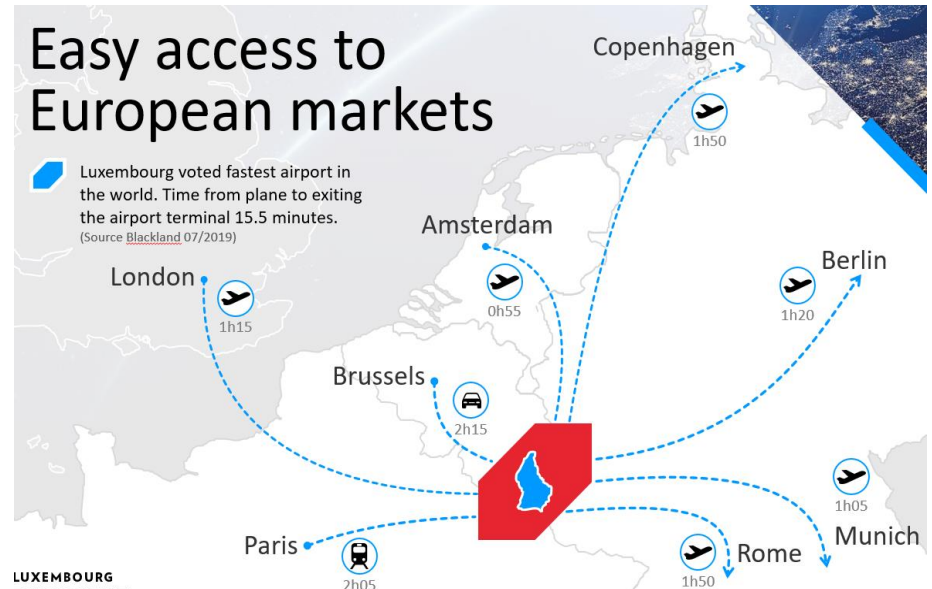 Easy access to
European markets
Luxembourg voted fastest airport in
the world. Time from plane to exiting
the airport terminal 15.5 minutes.
(Source Blackland 07/2019)
Copenhagen
1h50
Amsterdam
0h55
London
1h15
Berlin
1h20
Brussels
2h15
1h05
Munich
Paris
2h05
Rome
1h50
LUXEMBOURG